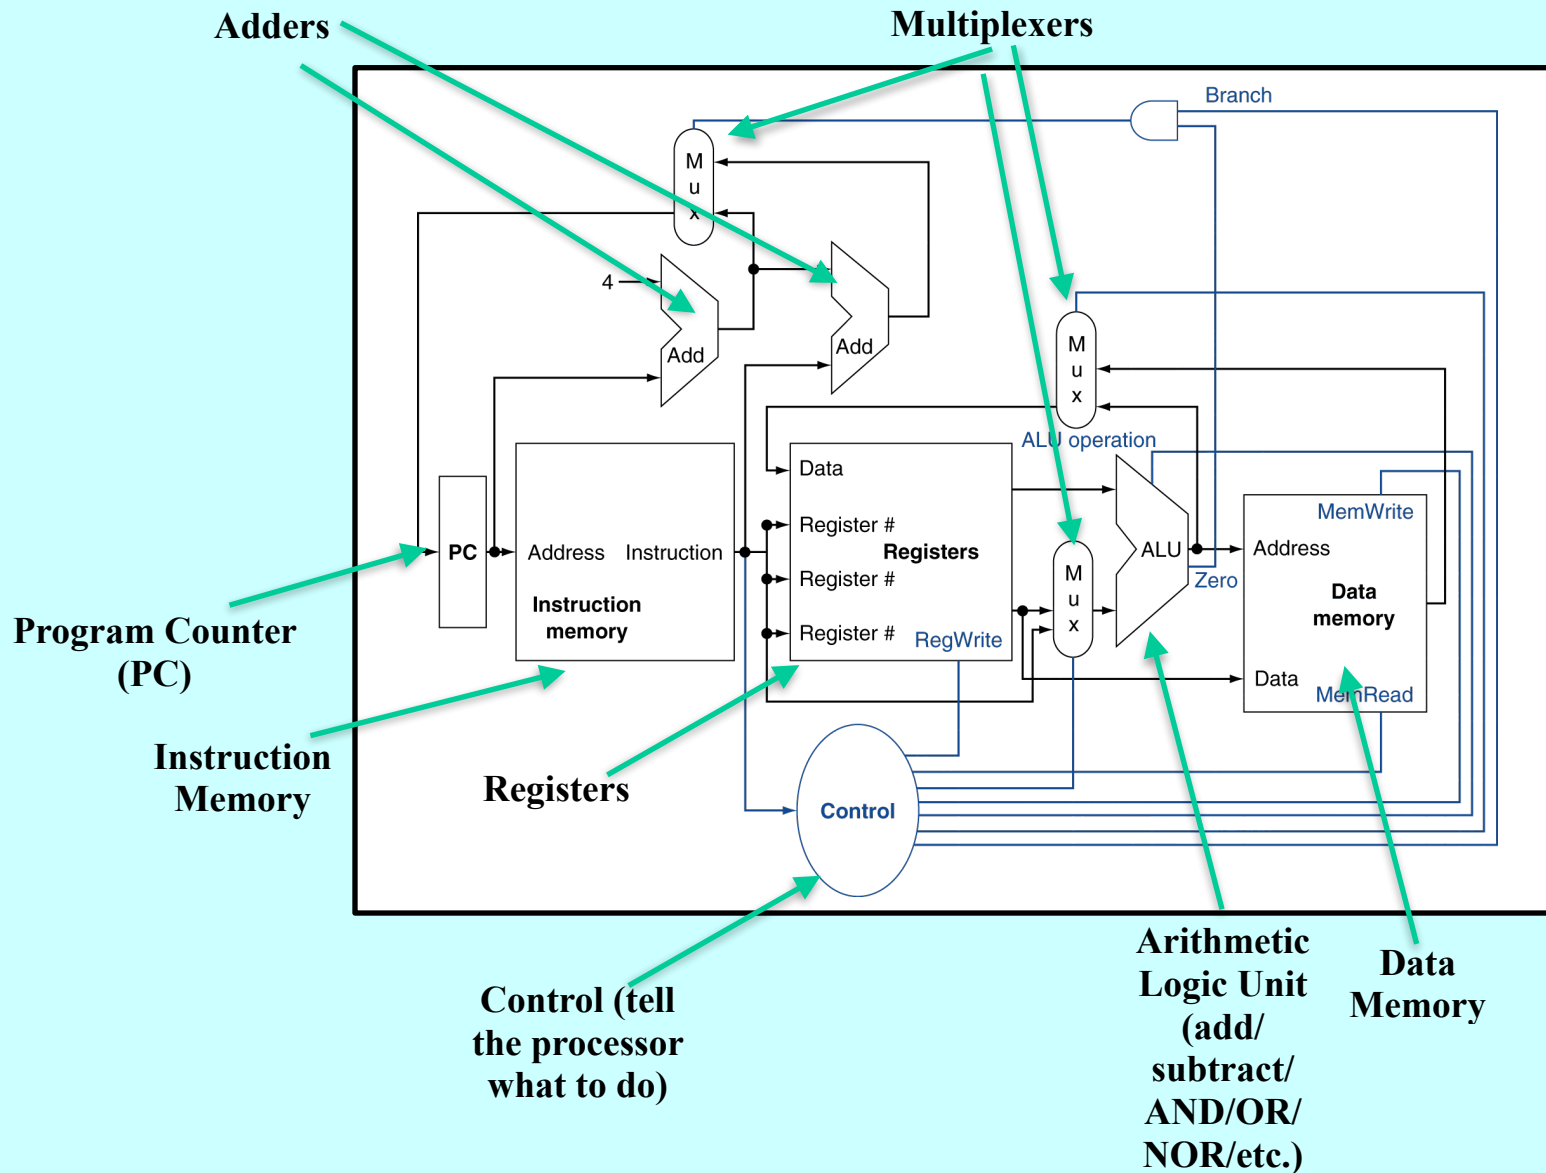 Adders
Multiplexers
Branch
M
u
x
4
Add
Add
M
u
x
ALU operation
Data
Register #
Registers
Register #
Register #
RegWrite
PC
Address Instruction
Instruction
memory
M
u
x
ALU
Zero
MemWrite
Address
Data
memory
Data
MemRead
Control
Program Counter
(PC)
Instruction
Memory
Registers
Control (tell
the processor
what to do)
Arithmetic
Logic Unit
(add/
subtract/
AND/OR/
NOR/etc.)
Data
Memory